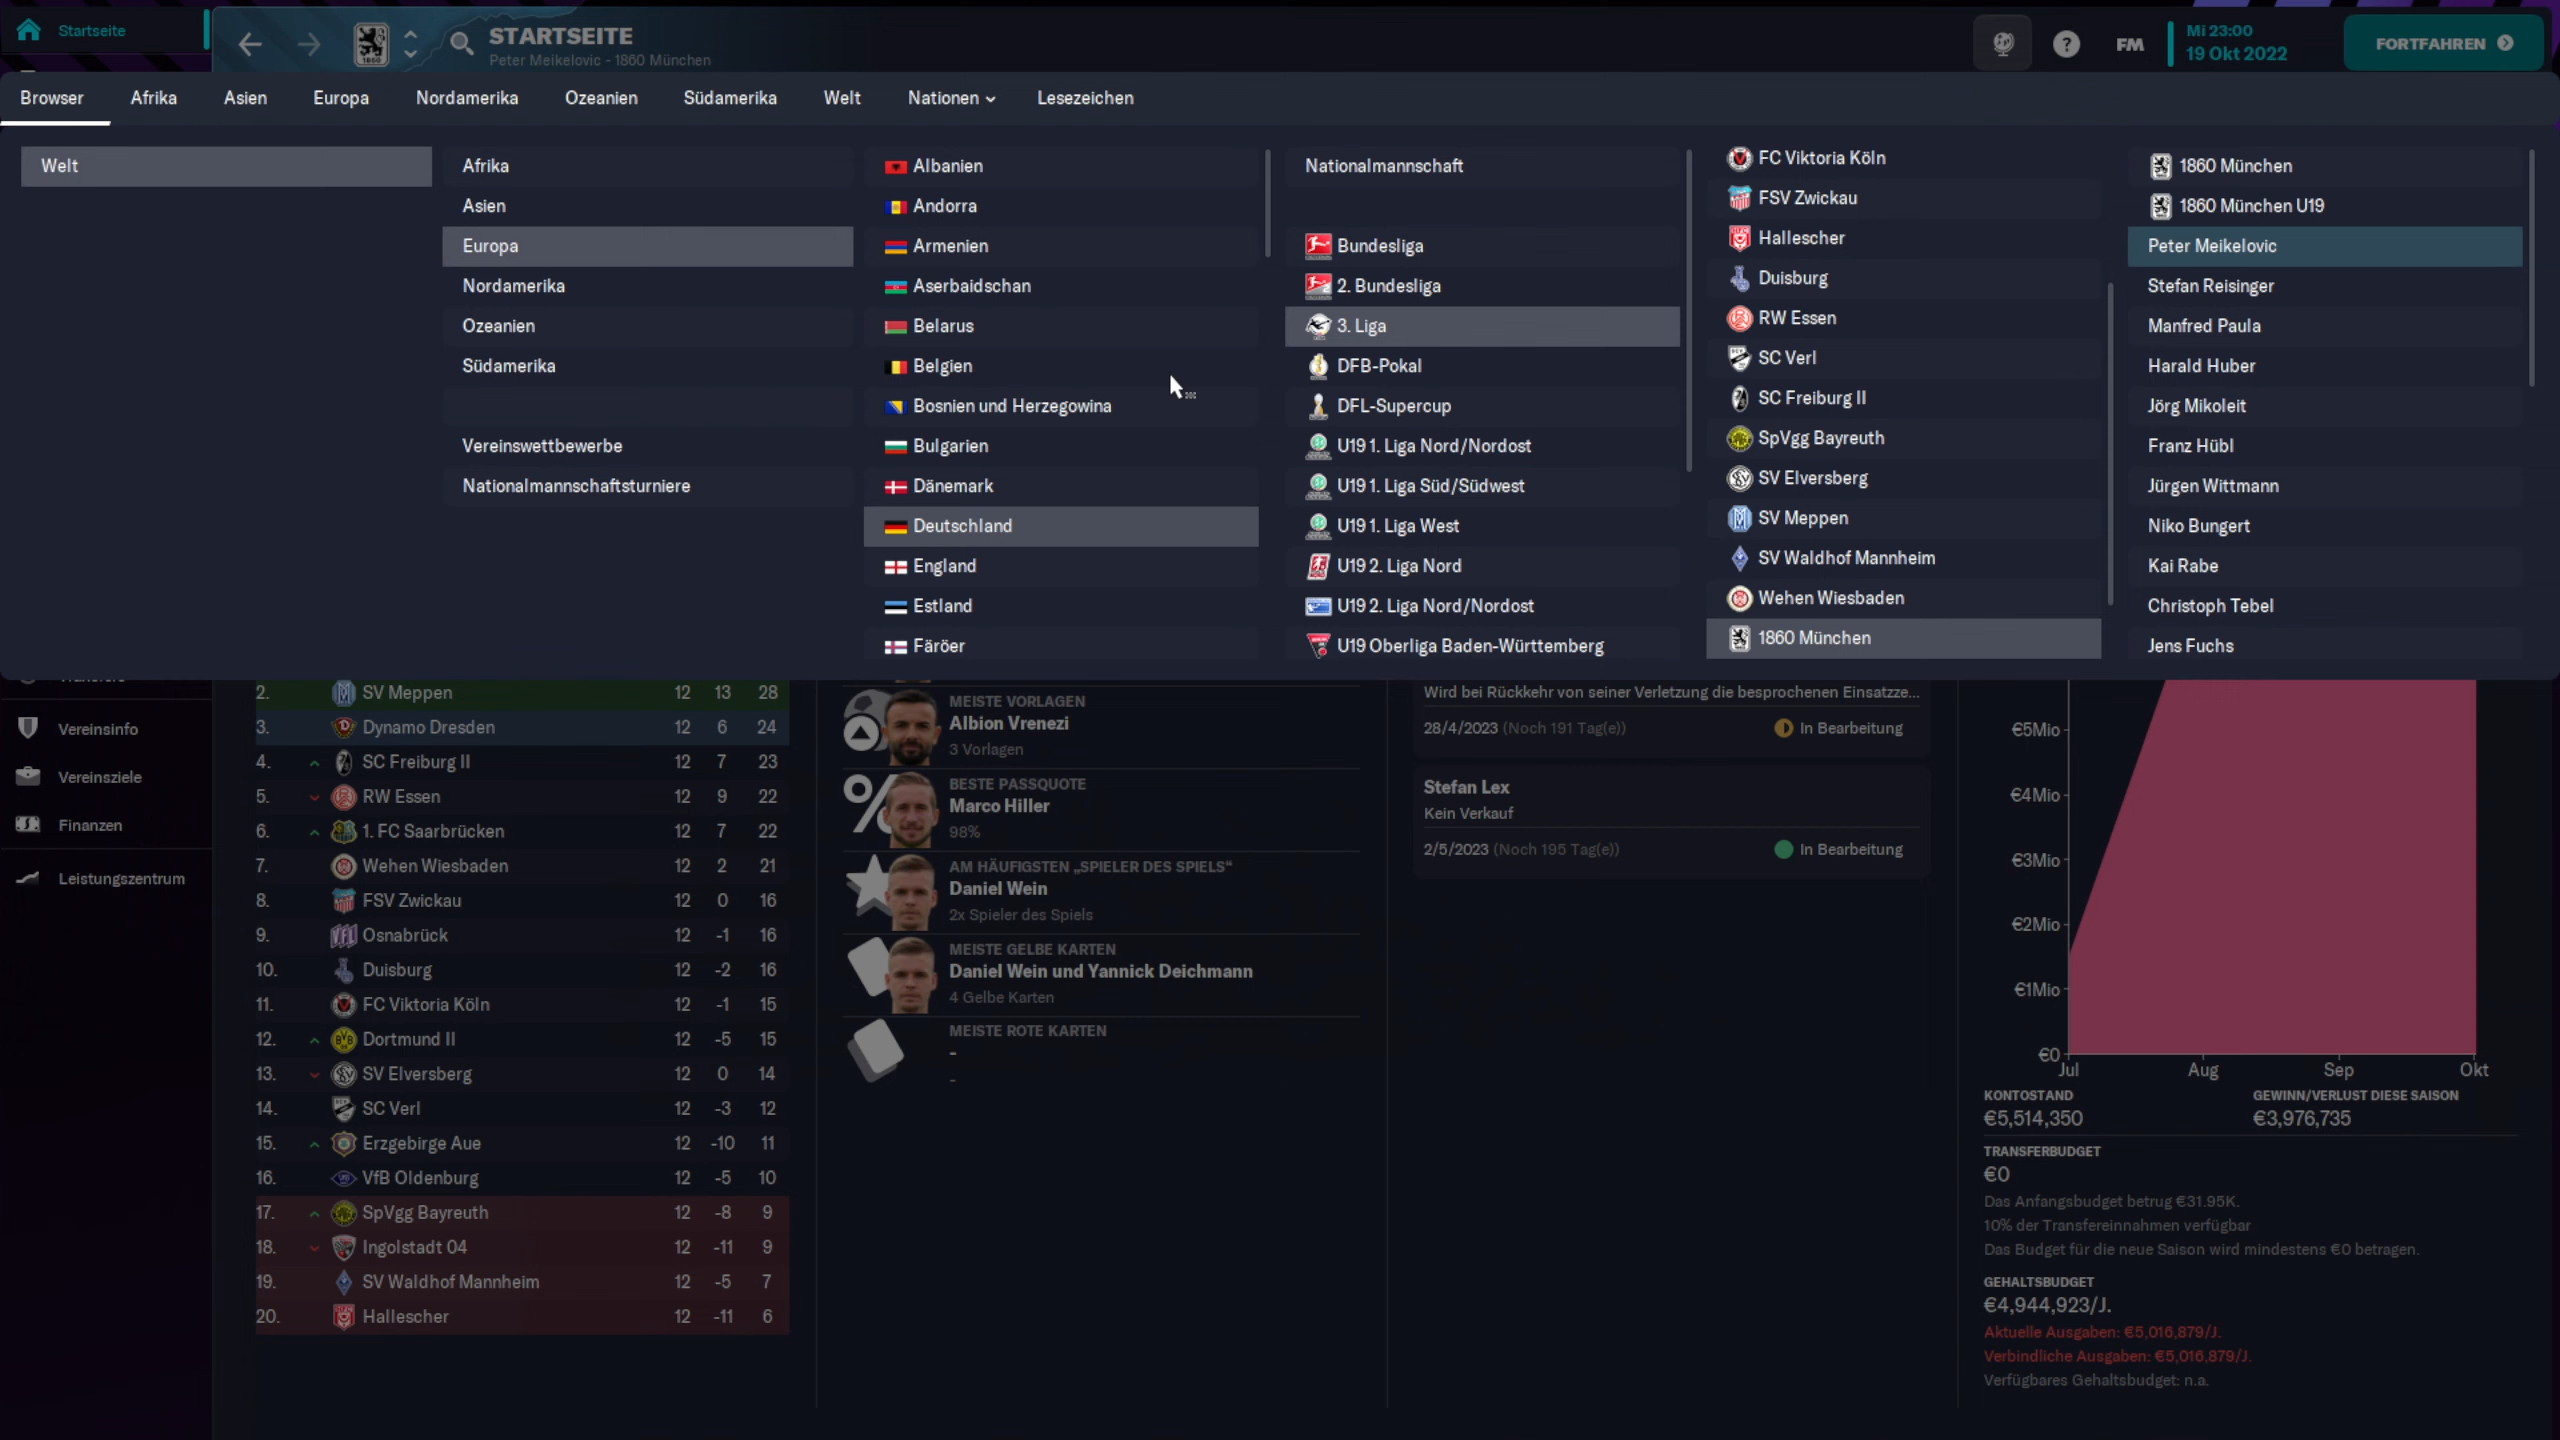 Startseite
STARTSEITE
Peter Meikelovic - 1860 München
FM
Mi 23:00
19 Okt 2022
FORTFAHREN
Browser
Afrika
Asien
Europa
Nordamerika
Ozeanien
Südamerika
Welt
Nationen
Lesezeichen
Welt
Afrika
Asien
Europa
Nordamerika
Ozeanien
Südamerika
Vereinswettbewerbe
Nationalmannschaftsturniere
Albanien
Andorra
Armenien
Aserbaidschan
Belarus
Belgien
Bosnien und Herzegowina
Bulgarien
Dänemark
Deutschland
England
Estland
Färöer
Nationalmannschaft
Bundesliga
2. Bundesliga
3. Liga
DFB-Pokal
DFL-Supercup
U19 1. Liga Nord/Nordost
U19 1. Liga Süd/Südwest
U19 1. Liga West
U19 2. Liga Nord
U19 2. Liga Nord/Nordost
U19 Oberliga Baden-Württemberg
FC Viktoria Köln
FSV Zwickau
Hallescher
Duisburg
RW Essen
SC Verl
SC Freiburg II
SpVgg Bayreuth
SV Elversberg
SV Meppen
SV Waldhof Mannheim
Wehen Wiesbaden
1860 München
1860 München
1860 München U19
Peter Meikelovic
Stefan Reisinger
Manfred Paula
Harald Huber
Jörg Mikoleit
Franz Hübl
Jürgen Wittmann
Niko Bungert
Kai Rabe
Christoph Tebel
Jens Fuchs
Vereinsinfo
Vereinsziele
Finanzen
Leistungszentrum
2. SV Meppen 12 13 28
3. Dynamo Dresden 12 6 24
4. SC Freiburg II 12 7 23
5. RW Essen 12 9 22
6. 1. FC Saarbrücken 12 7 22
7. Wehen Wiesbaden 12 2 21
8. FSV Zwickau 12 0 16
9. Osnabrück 12 -1 16
10. Duisburg 12 -2 16
11. FC Viktoria Köln 12 -1 15
12. Dortmund II 12 -5 15
13. SV Elversberg 12 0 14
14. SC Verl 12 -3 12
15. Erzgebirge Aue 12 -10 11
16. VfB Oldenburg 12 -5 10
17. SpVgg Bayreuth 12 -8 9
18. Ingolstadt 04 12 -11 9
19. SV Waldhof Mannheim 12 -5 7
20. Hallescher 12 -11 6
MEISTE VORLAGEN
Albion Vrenezi
3 Vorlagen
BESTE PASSQUOTE
Marco Hiller
98%
AM HÄUFIGSTEN „SPIELER DES SPIELS“
Daniel Wein
2x Spieler des Spiels
MEISTE GELBE KARTEN
Daniel Wein und Yannick Deichmann
4 Gelbe Karten
MEISTE ROTE KARTEN
-
-
Wird bei Rückkehr von seiner Verletzung die besprochenen Einsatzze...
28/4/2023 (Noch 191 Tag(e)) In Bearbeitung
Stefan Lex
Kein Verkauf
2/5/2023 (Noch 195 Tag(e)) In Bearbeitung
€5Mio
€4Mio
€3Mio
€2Mio
€1Mio
€0
Jul Aug Sep Okt
KONTOSTAND
€5,514,350
GEWINN/VERLUST DIESE SAISON
€3,976,735
TRANSFERBUDGET
€0
Das Anfangsbudget betrug €31.95K.
10% der Transfereinnahmen verfügbar
Das Budget für die neue Saison wird mindestens €0 betragen.
GEHALTSBUDGET
€4,944,923/J.
Aktuelle Ausgaben: €5,016,879/J.
Verbindliche Ausgaben: €5,016,879/J.
Verfügbares Gehaltsbudget: n.a.